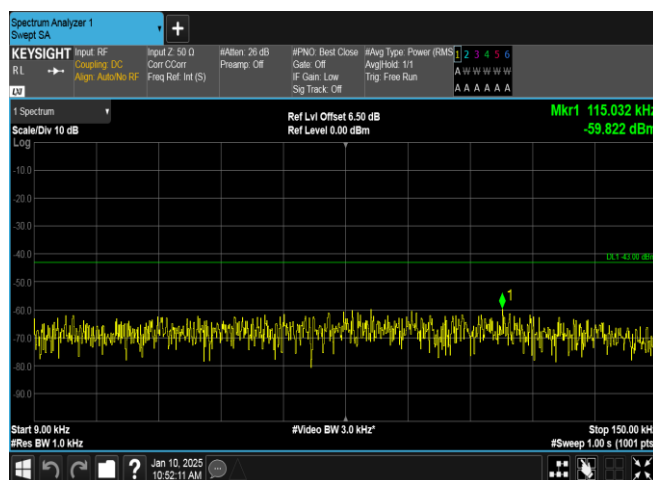 Spectrum Analyzer 1
Swept SA
+
KEYSIGHT
RL
LXI
Input: RF
Coupling: DC
Align: Auto/No RF
Input Z: 50 Ω
Corr CCorr
Freq Ref: Int (S)
#Atten: 26 dB
Preamp: Off
#PNO: Best Close
Gate: Off
IF Gain: Low
Sig Track: Off
#Avg Type: Power (RMS
Avg|Hold: 1/1
Trig: Free Run
1 2 3 4 5 6
A W W W W W
A A A A A A
1 Spectrum
Scale/Div 10 dB
Log
Ref Lvl Offset 6.50 dB
Ref Level 0.00 dBm
Mkr1 115.032 kHz
-59.822 dBm
-10.0
-20.0
-30.0
-40.0
DL1 -43.00 dBm
-50.0
1
-60.0
-70.0
-80.0
-90.0
Start 9.00 kHz
#Video BW 3.0 kHz*
Stop 150.00 kHz
#Res BW 1.0 kHz
#Sweep 1.00 s (1001 pts
?
Jan 10, 2025
10:52:11 AM